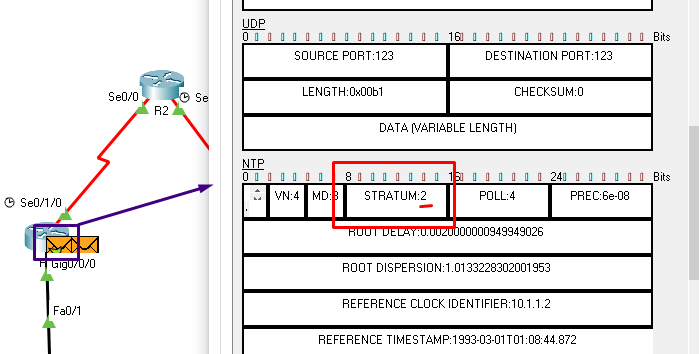 UDP
0 16 Bits
SOURCE PORT:123 DESTINATION PORT:123
LENGTH:0x00b1 CHECKSUM:0
DATA (VARIABLE LENGTH)
NTP
0 8 16 24 Bits
VN:4 MD:3 STRATUM:2 POLL:4 PREC:6e-08
ROOT DELAY:0.0020000000949949026
ROOT DISPERSION:1.0133228302001953
REFERENCE CLOCK IDENTIFIER:10.1.1.2
REFERENCE TIMESTAMP:1993-03-01T01:08:44.872
Se0/0 Se
R2
Se0/1/0
Gig0/0/0
Fa0/1